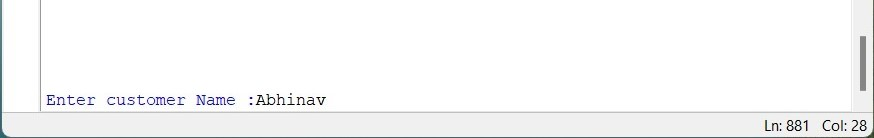 Enter customer Name :Abhinav
Ln: 881 Col: 28